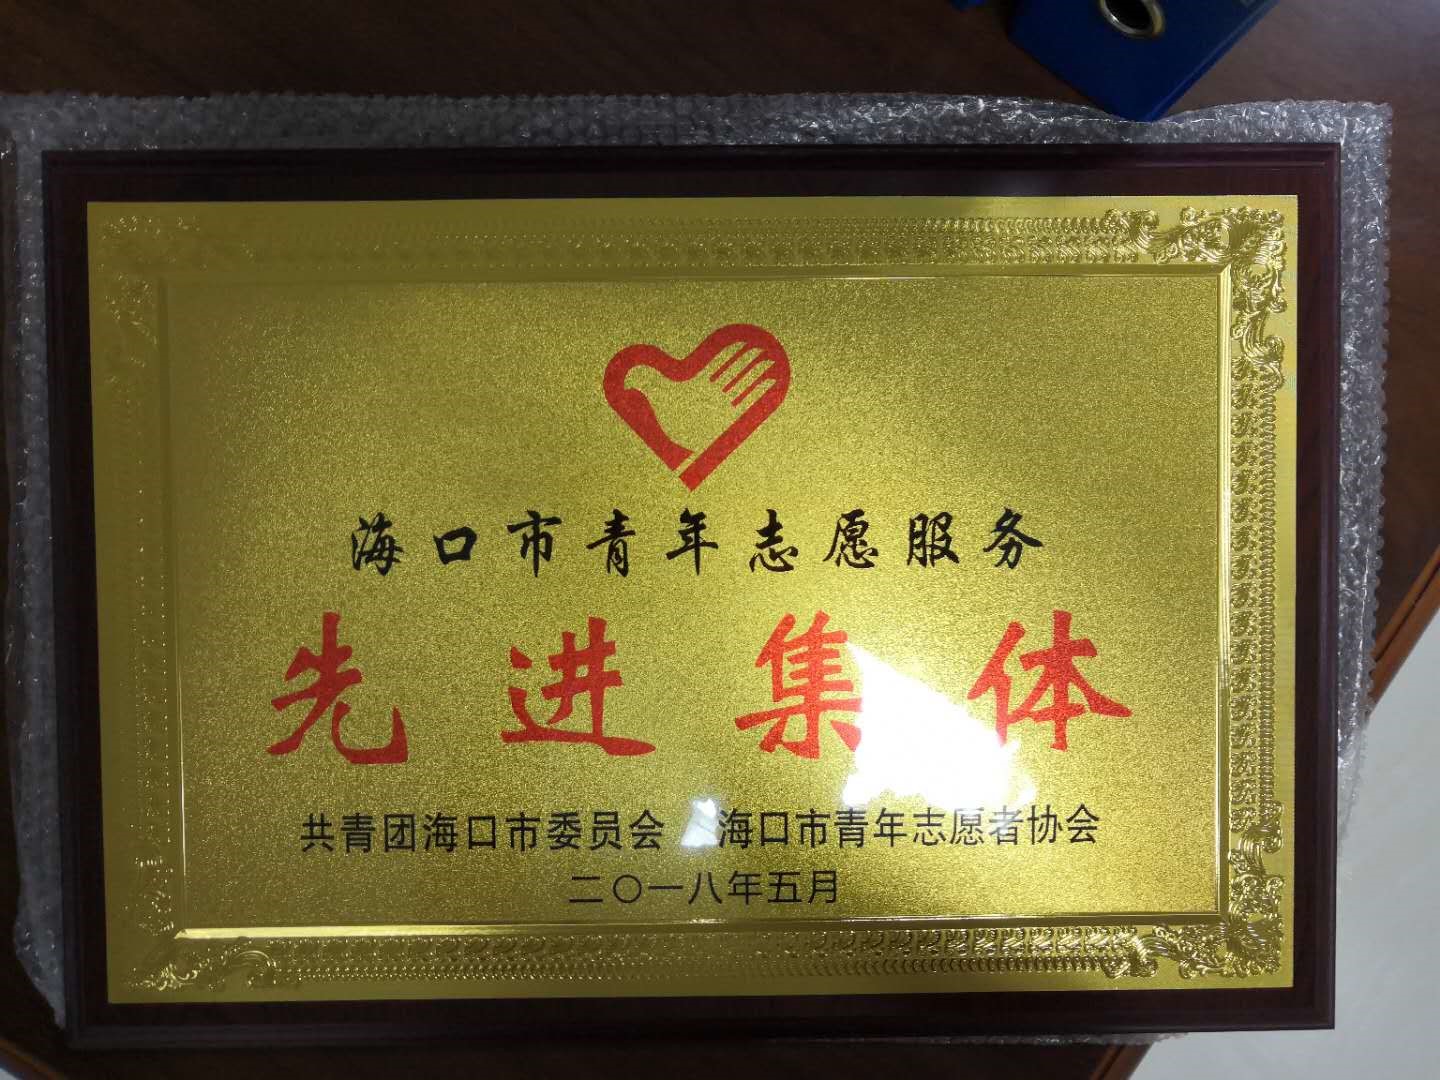 海口市青年志愿服务
先进集体
共青团海口市委员会 海口市青年志愿者协会
二〇一八年五月